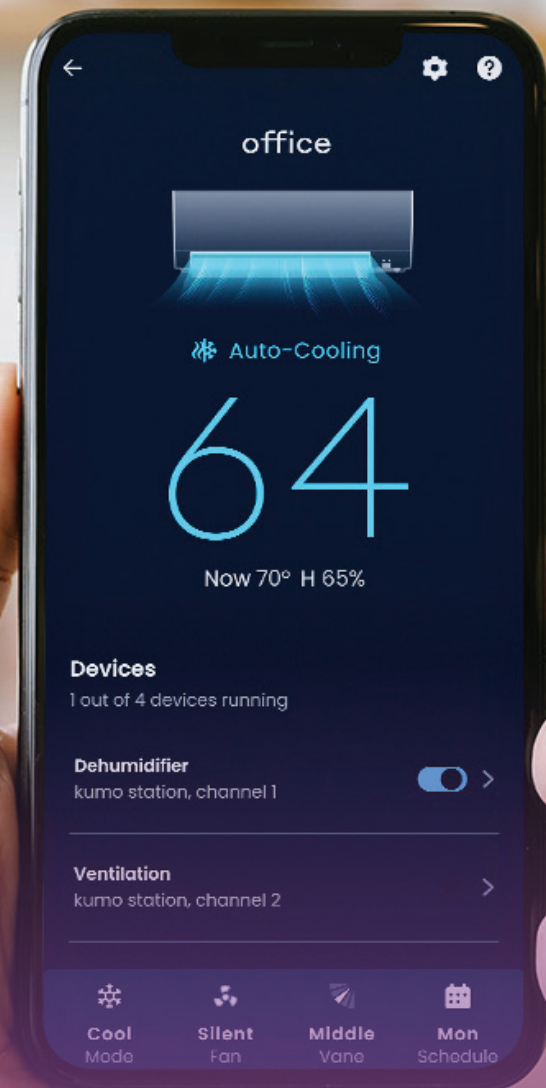 office
Auto-Cooling
64
Now 70° H 65%
Devices
1 out of 4 devices running
Dehumidifier
kumo station, channel 1
Ventilation
kumo station, channel 2
Cool Silent Middle Mon
Mode Fan Vane Schedule